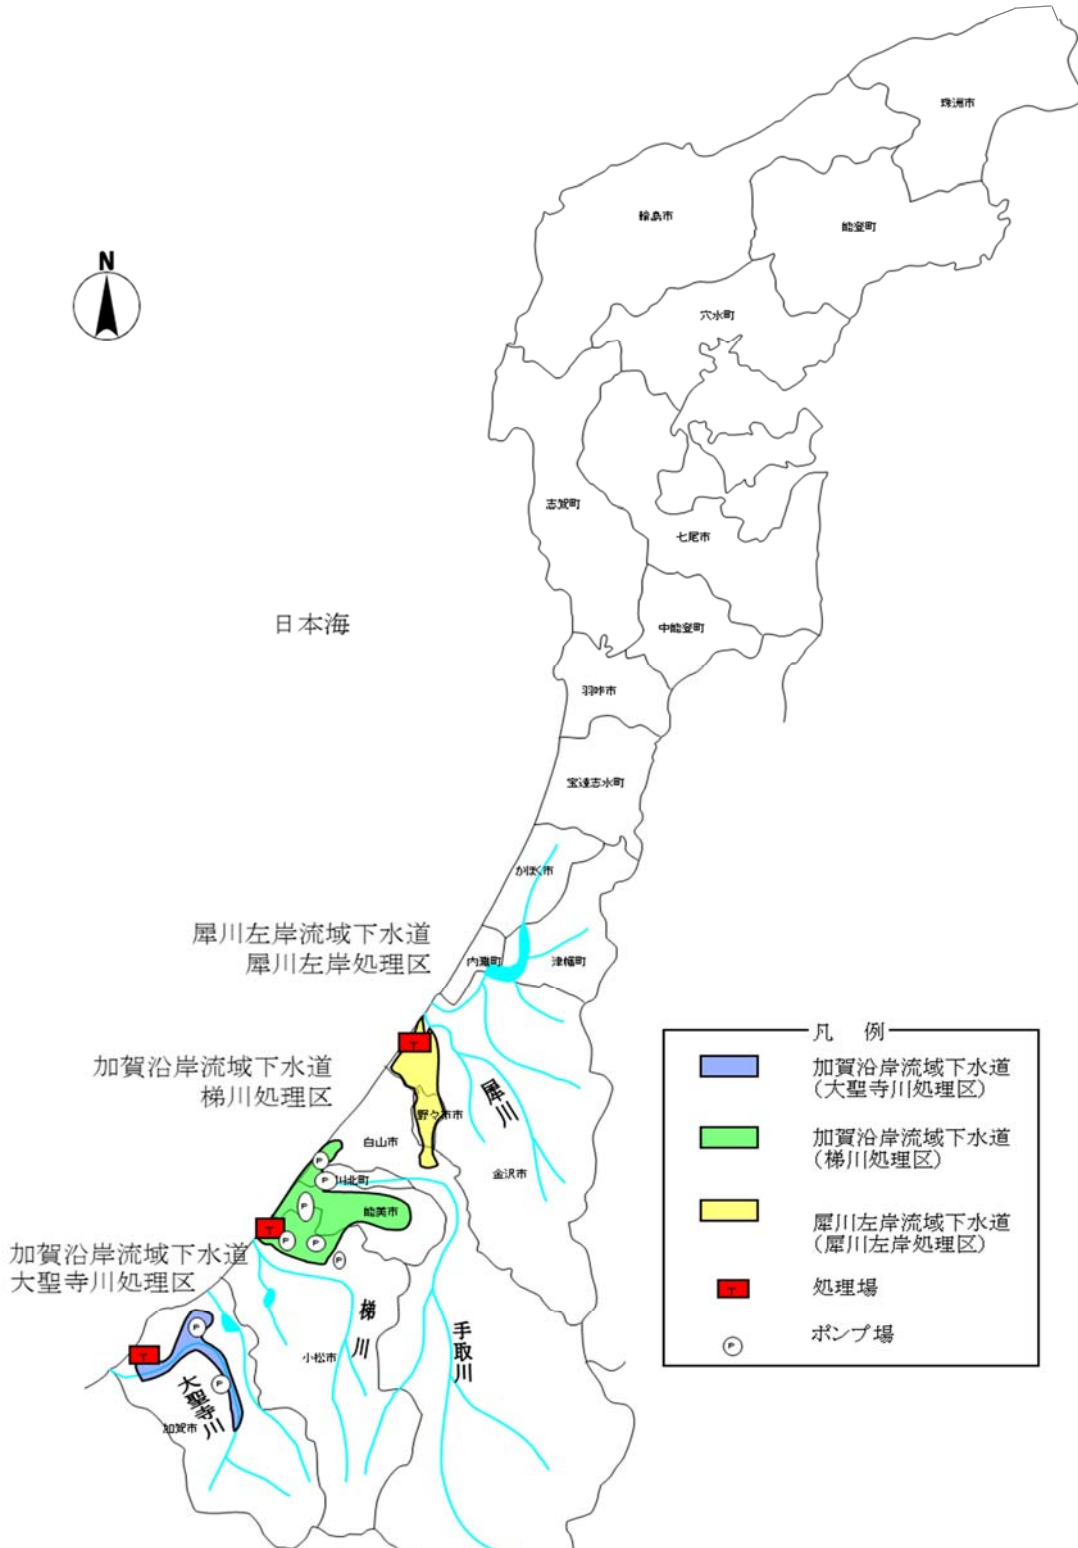 珠洲市
輪島市
能登町
N
穴水町
志賀町
七尾市
日本海
中能登町
羽咋市
宝達志水町
かほく市
犀川左岸流域下水道
犀川左岸処理区
内灘町
津幡町
加賀沿岸流域下水道
梯川処理区
犀川
野々市市
白山市
金沢市
川北町
能美市
加賀沿岸流域下水道
大聖寺川処理区
梯川
手取川
小松市
大聖寺川
加賀市
T
T
T
P
P
P
P
P
P
P
P
凡 例
加賀沿岸流域下水道
(大聖寺川処理区)
加賀沿岸流域下水道
(梯川処理区)
犀川左岸流域下水道
(犀川左岸処理区)
T
処理場
P
ポンプ場